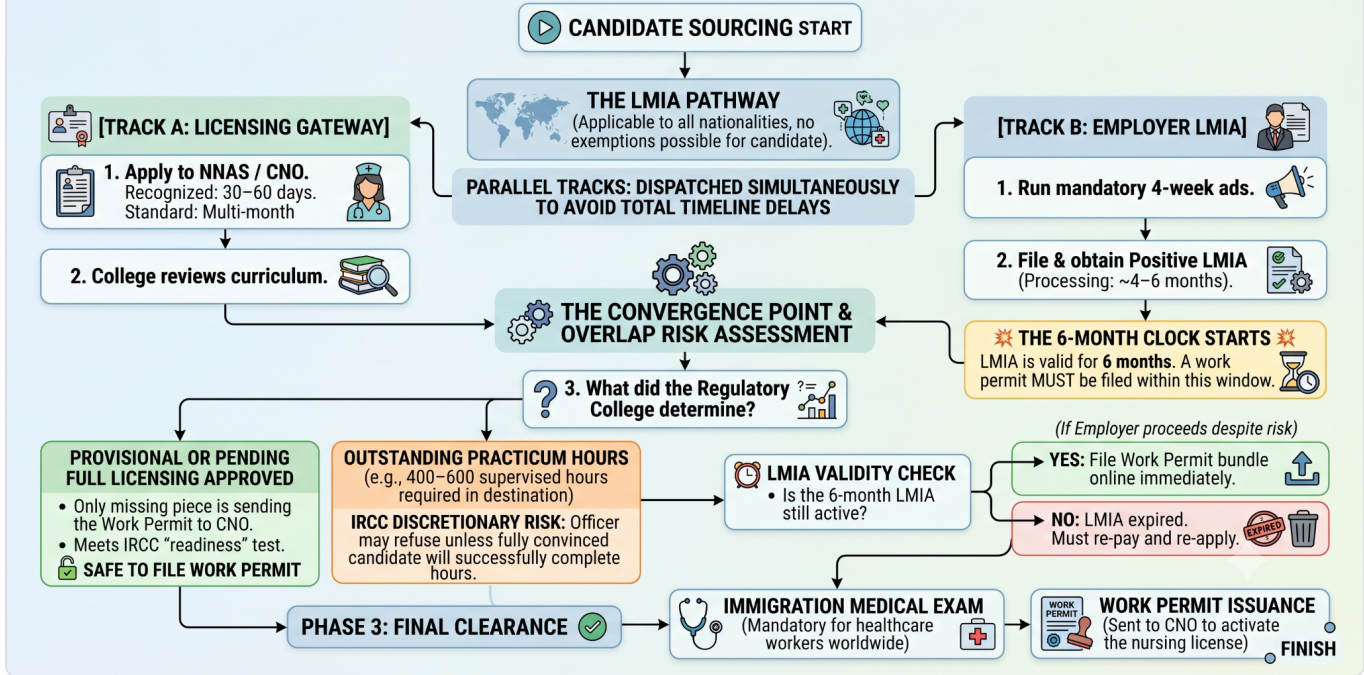 CANDIDATE SOURCING START
THE LMIA PATHWAY
(Applicable to all nationalities, no
exemptions possible for candidate).
PARALLEL TRACKS: DISPATCHED SIMULTANEOUSLY
TO AVOID TOTAL TIMELINE DELAYS
[TRACK A: LICENSING GATEWAY]
1. Apply to NNAS / CNO.
Recognized: 30–60 days.
Standard: Multi-month
2. College reviews curriculum.
[TRACK B: EMPLOYER LMIA]
1. Run mandatory 4-week ads.
2. File & obtain Positive LMIA
(Processing: ~4–6 months).
THE 6-MONTH CLOCK STARTS
LMIA is valid for 6 months. A work
permit MUST be filed within this window.
THE CONVERGENCE POINT &
OVERLAP RISK ASSESSMENT
3. What did the Regulatory
College determine?
?=
PROVISIONAL OR PENDING
FULL LICENSING APPROVED
• Only missing piece is sending
the Work Permit to CNO.
• Meets IRCC “readiness” test.
SAFE TO FILE WORK PERMIT
OUTSTANDING PRACTICUM HOURS
(e.g., 400–600 supervised hours
required in destination)
IRCC DISCRETIONARY RISK: Officer
may refuse unless fully convinced
candidate will successfully complete
hours.
LMIA VALIDITY CHECK
• Is the 6-month LMIA
still active?
(If Employer proceeds despite risk)
YES: File Work Permit bundle
online immediately.
NO: LMIA expired.
Must re-pay and re-apply.
EXPIRED
PHASE 3: FINAL CLEARANCE
IMMIGRATION MEDICAL EXAM
(Mandatory for healthcare
workers worldwide)
WORK
PERMIT
WORK PERMIT ISSUANCE
(Sent to CNO to activate
the nursing license)
FINISH